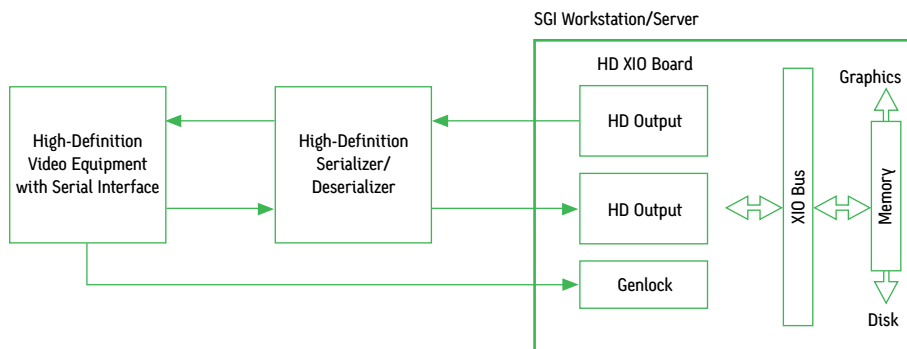 SGI Workstation/Server
HD XIO Board
Graphics
High-Definition
Video Equipment
with Serial Interface
High-Definition
Serializer/
Deserializer
HD Output
HD Output
Genlock
XIO Bus
Memory
Disk